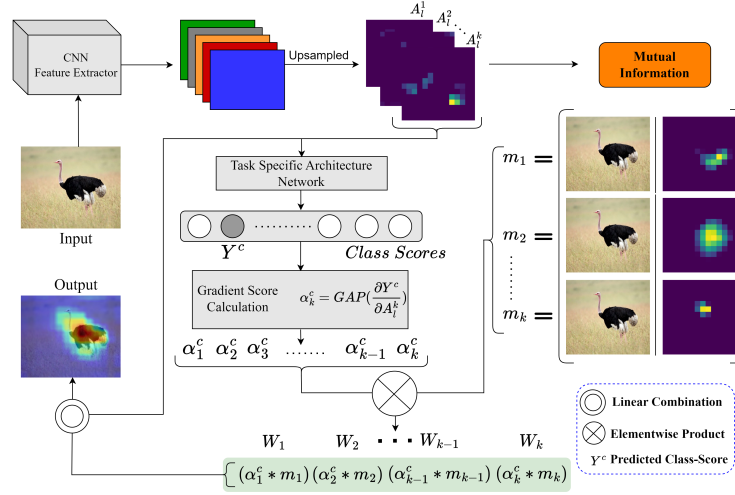 CNN
Feature Extractor
Upsampled
A_l^1
A_l^2
A_l^k
Mutual
Information
Input
Task Specific Architecture
Network
Y^c
Class Scores
Gradient Score
Calculation
α_k^c = GAP(∂Y^c/∂A_l^k)
α_1^c α_2^c α_3^c ....... α_{k-1}^c α_k^c
m_1 =
m_2 =
m_k =
Output
Linear Combination
Elementwise Product
Y^c Predicted Class-Score
W_1 W_2 W_{k-1} W_k
(α_1^c * m_1) (α_2^c * m_2) (α_{k-1}^c * m_{k-1}) (α_k^c * m_k)